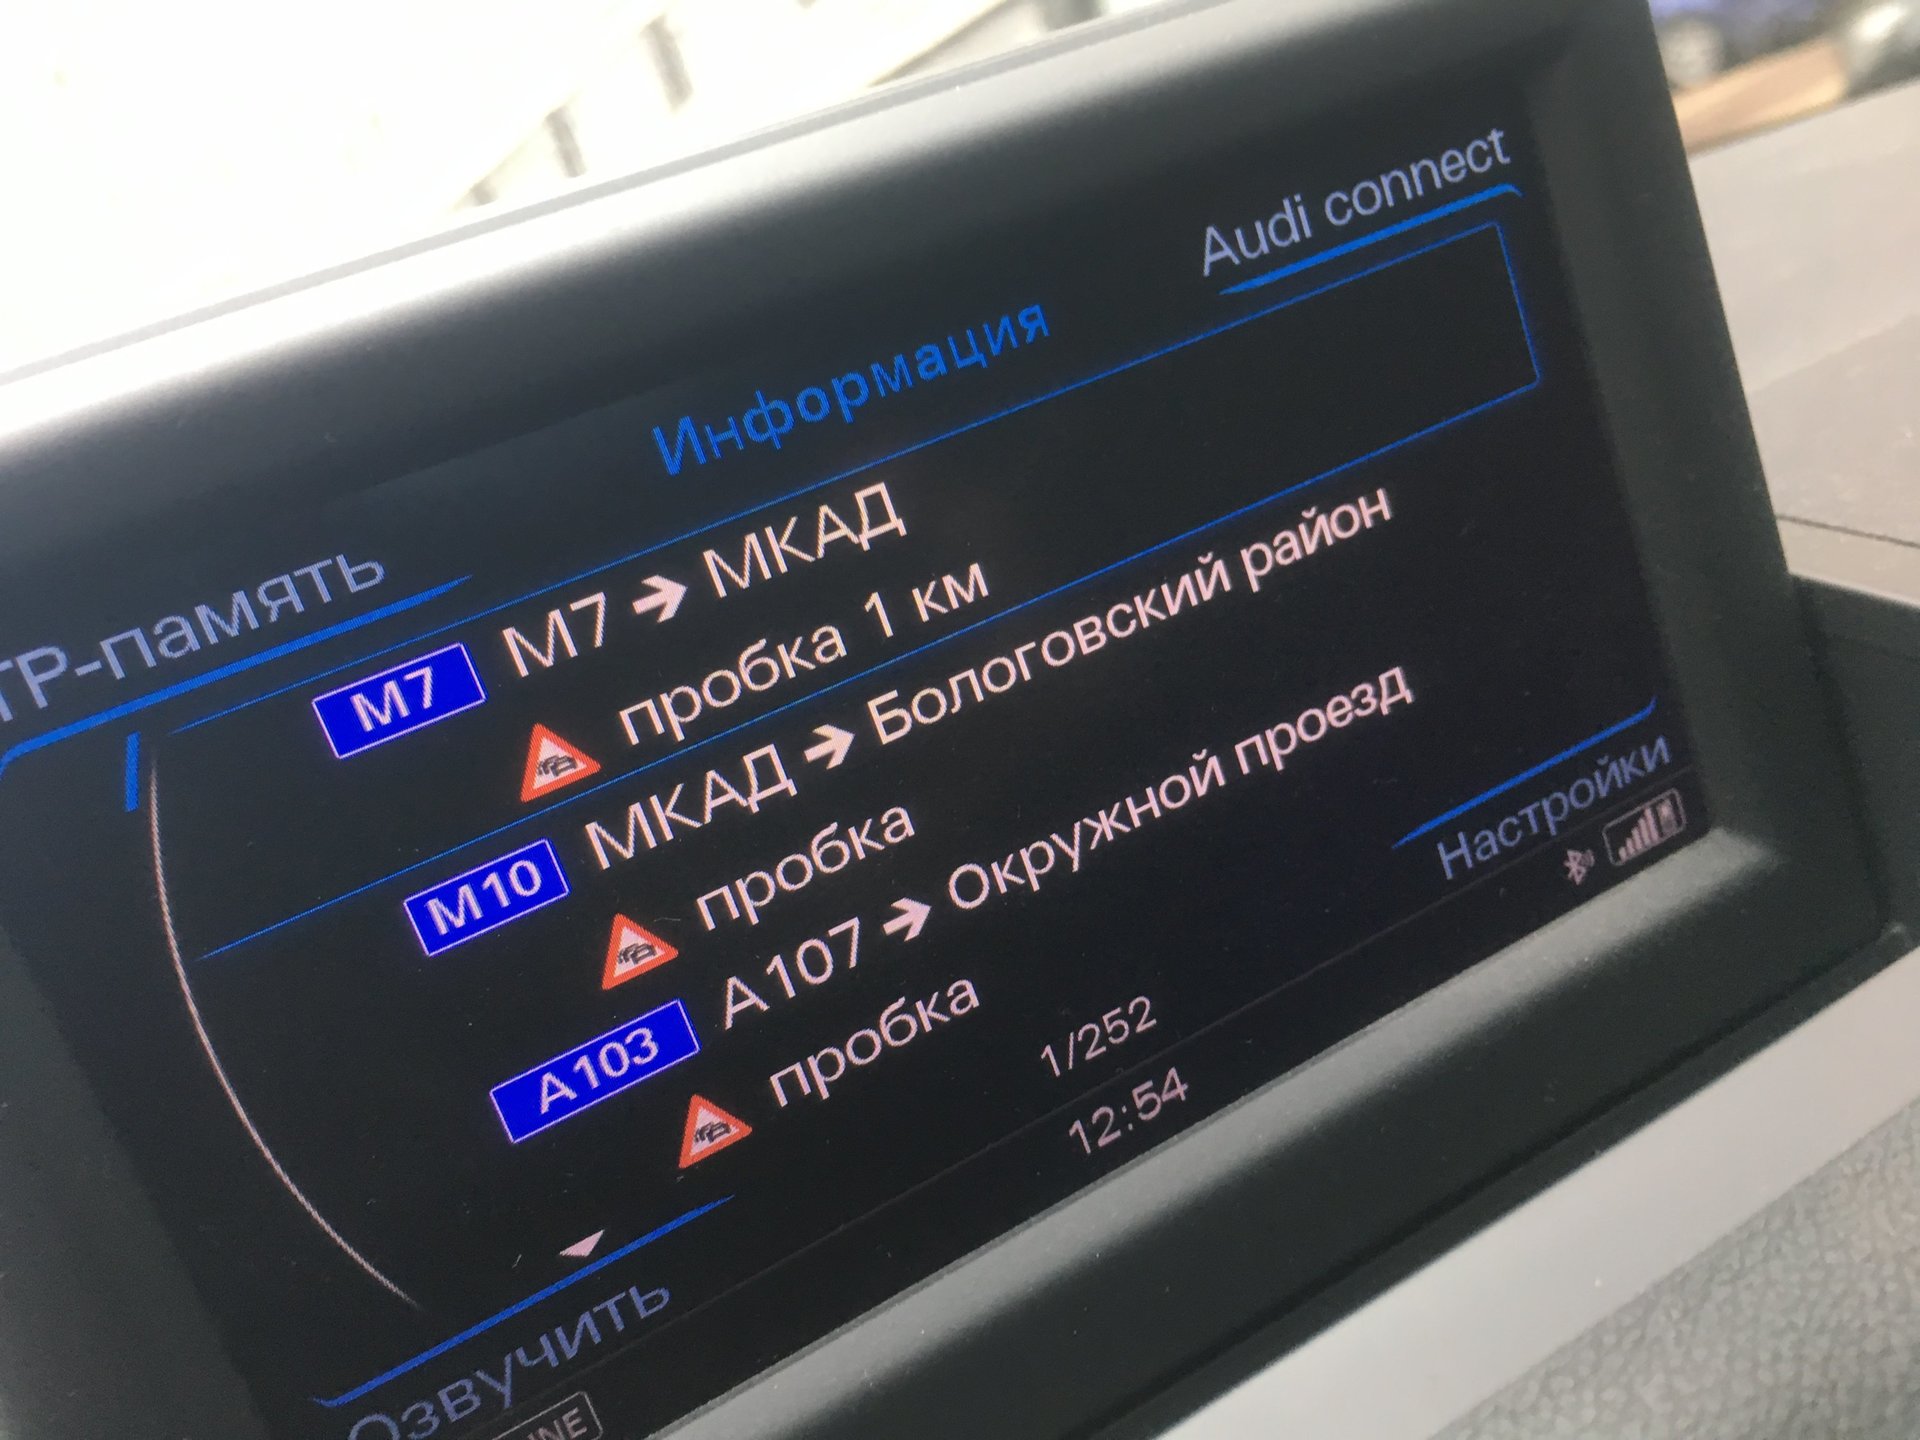 Audi connect
Информация
ТР-память
M7 M7 → МКАД
пробка 1 км
M10 МКАД → Бологовский район
пробка
A103 A107 → Окружной проезд
пробка
Настройки
1/252
12:54
Озвучить